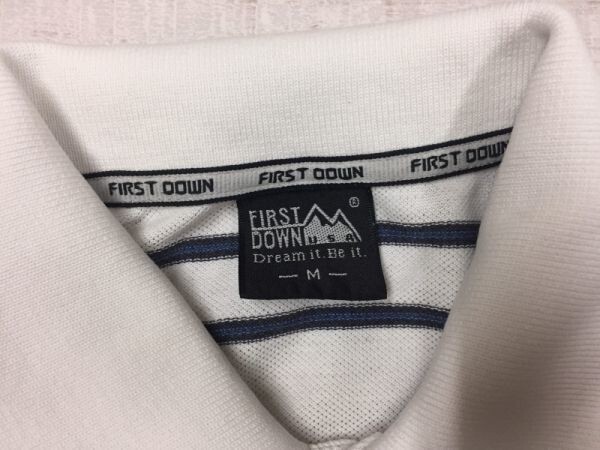 FIRST DOWN FIRST DOWN FIRST DOWN
FIRST ®
DOWN USA
Dream it. Be it.
— M —